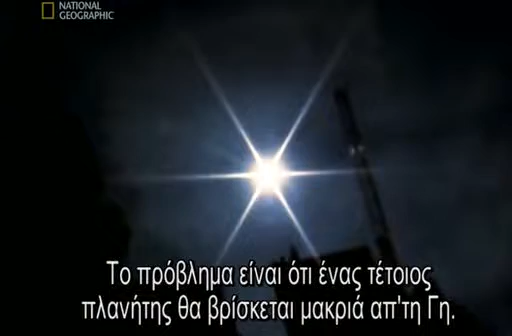 NATIONAL
GEOGRAPHIC
Το πρόβλημα είναι ότι ένας τέτοιος
πλανήτης θα βρίσκεται μακριά απ'τη Γη.